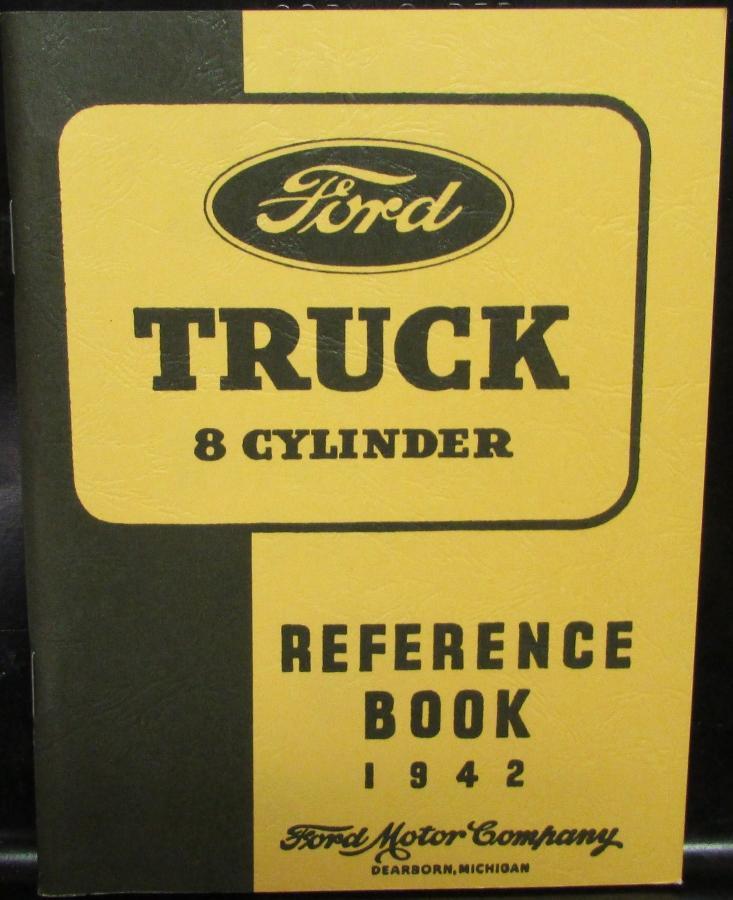 Ford
TRUCK
8 CYLINDER
REFERENCE
BOOK
1942
Ford Motor Company
DEARBORN, MICHIGAN